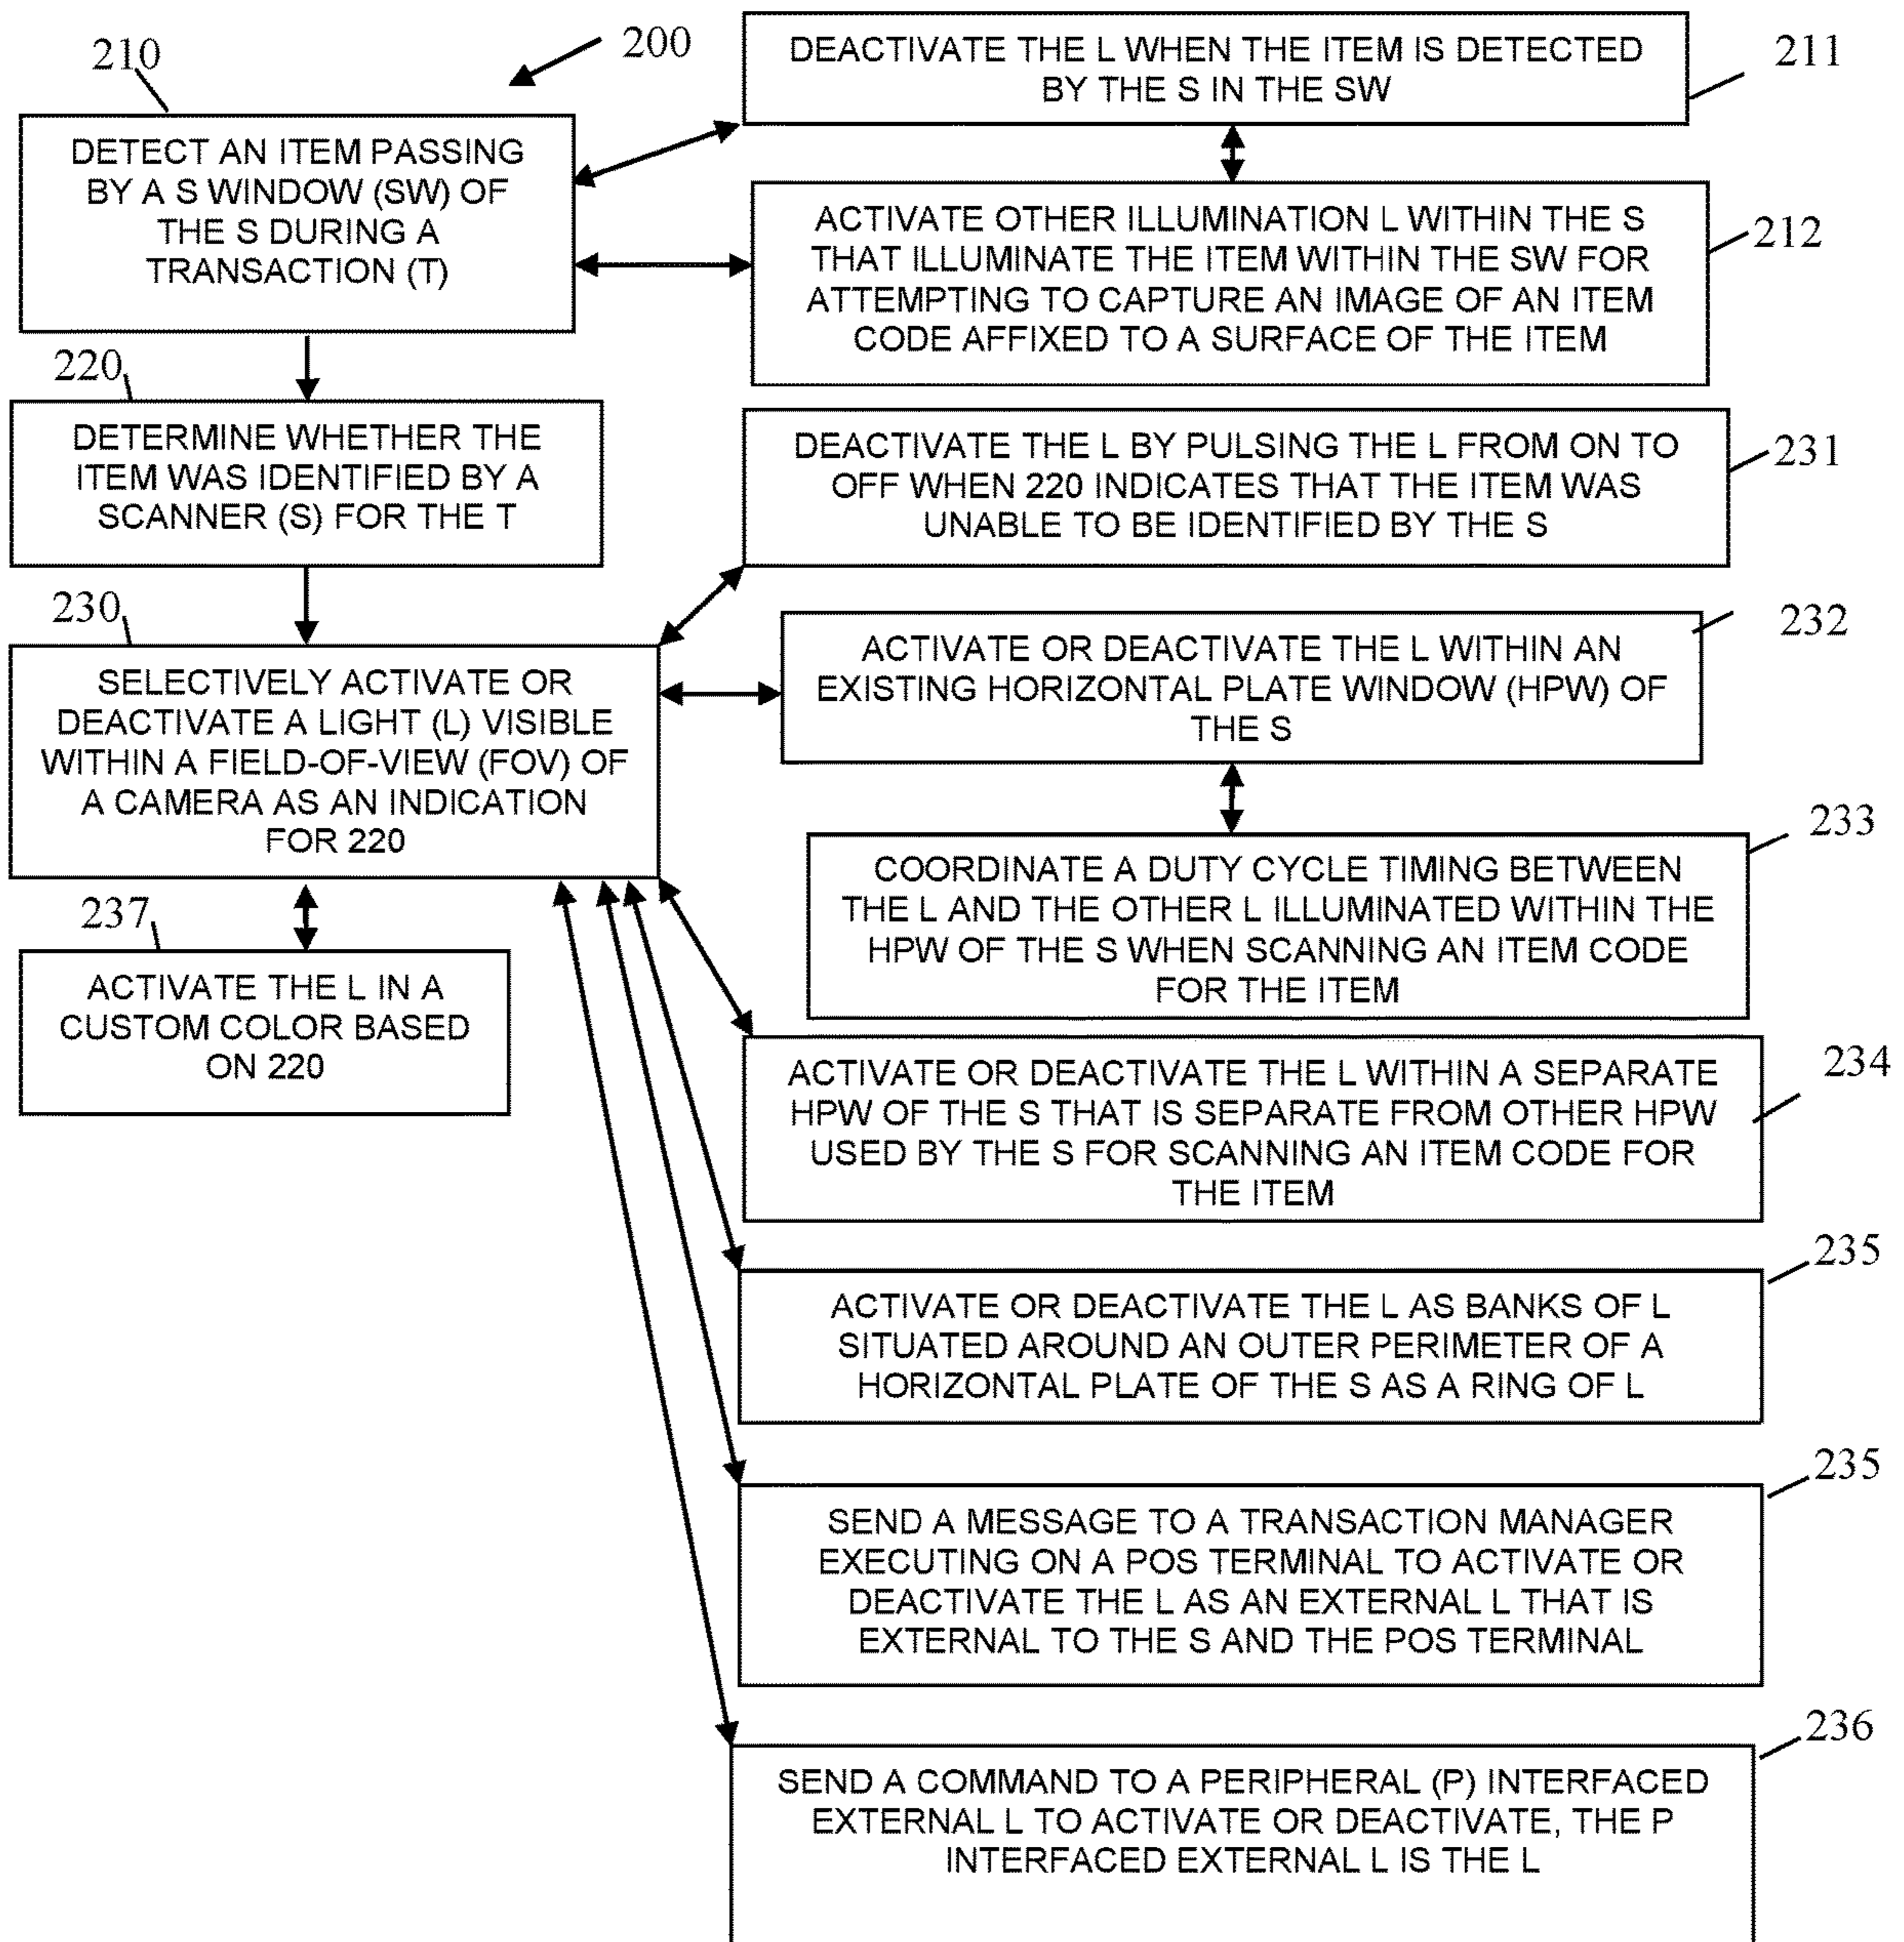 200
210
DETECT AN ITEM PASSING
BY A S WINDOW (SW) OF
THE S DURING A
TRANSACTION (T)
211
DEACTIVATE THE L WHEN THE ITEM IS DETECTED
BY THE S IN THE SW
212
ACTIVATE OTHER ILLUMINATION L WITHIN THE S
THAT ILLUMINATE THE ITEM WITHIN THE SW FOR
ATTEMPTING TO CAPTURE AN IMAGE OF AN ITEM
CODE AFFIXED TO A SURFACE OF THE ITEM
220
DETERMINE WHETHER THE
ITEM WAS IDENTIFIED BY A
SCANNER (S) FOR THE T
231
DEACTIVATE THE L BY PULSING THE L FROM ON TO
OFF WHEN 220 INDICATES THAT THE ITEM WAS
UNABLE TO BE IDENTIFIED BY THE S
230
SELECTIVELY ACTIVATE OR
DEACTIVATE A LIGHT (L) VISIBLE
WITHIN A FIELD-OF-VIEW (FOV) OF
A CAMERA AS AN INDICATION
FOR 220
232
ACTIVATE OR DEACTIVATE THE L WITHIN AN
EXISTING HORIZONTAL PLATE WINDOW (HPW) OF
THE S
233
COORDINATE A DUTY CYCLE TIMING BETWEEN
THE L AND THE OTHER L ILLUMINATED WITHIN THE
HPW OF THE S WHEN SCANNING AN ITEM CODE
FOR THE ITEM
237
ACTIVATE THE L IN A
CUSTOM COLOR BASED
ON 220
234
ACTIVATE OR DEACTIVATE THE L WITHIN A SEPARATE
HPW OF THE S THAT IS SEPARATE FROM OTHER HPW
USED BY THE S FOR SCANNING AN ITEM CODE FOR
THE ITEM
235
ACTIVATE OR DEACTIVATE THE L AS BANKS OF L
SITUATED AROUND AN OUTER PERIMETER OF A
HORIZONTAL PLATE OF THE S AS A RING OF L
235
SEND A MESSAGE TO A TRANSACTION MANAGER
EXECUTING ON A POS TERMINAL TO ACTIVATE OR
DEACTIVATE THE L AS AN EXTERNAL L THAT IS
EXTERNAL TO THE S AND THE POS TERMINAL
236
SEND A COMMAND TO A PERIPHERAL (P) INTERFACED
EXTERNAL L TO ACTIVATE OR DEACTIVATE, THE P
INTERFACED EXTERNAL L IS THE L